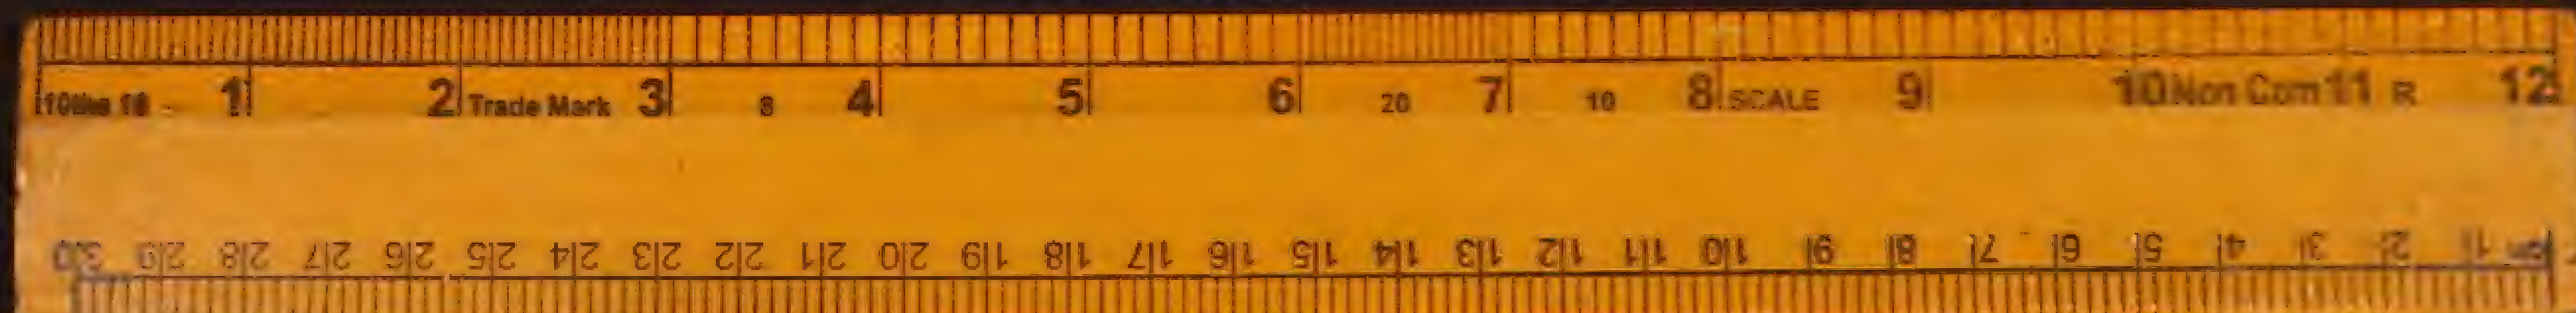 10ths 16 1 2 Trade Mark 3 8 4 5 6 20 7 10 8 SCALE 9 10 Non Com 11 R 12
cm 1 2 3 4 5 6 7 8 9 10 11 12 13 14 15 16 17 18 19 20 21 22 23 24 25 26 27 28 29 30